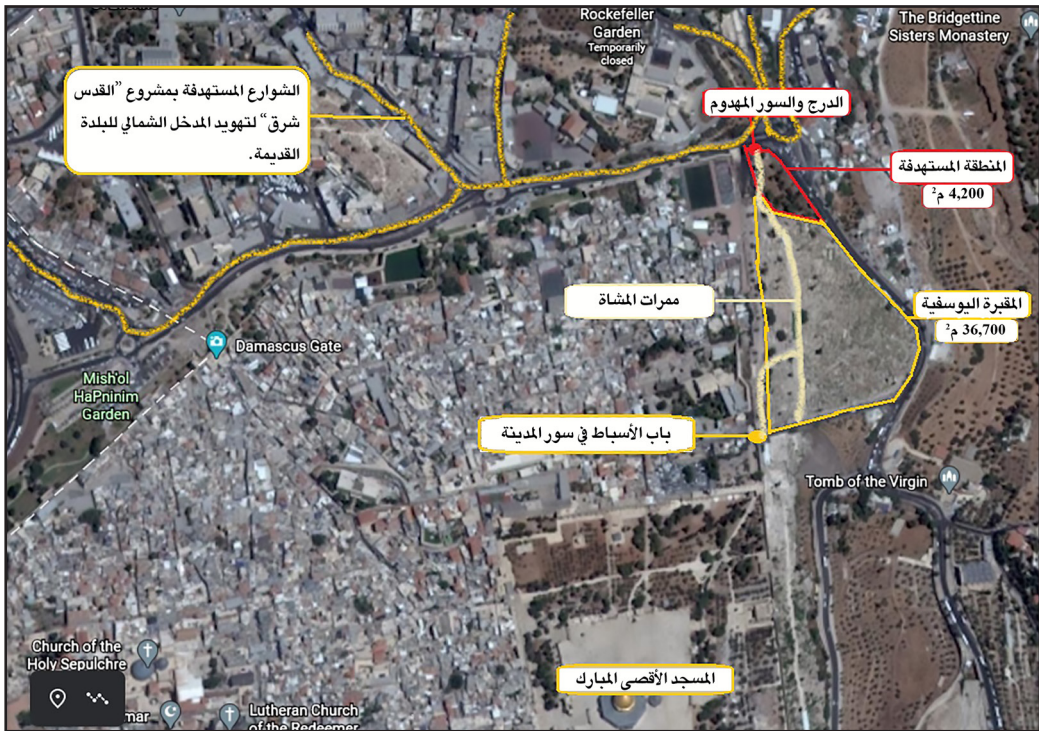 Rockefeller
Garden
Temporarily
closed
The Bridgettine
Sisters Monastery
الشوارع المستهدفة بمشروع "القدس
شرق" لتهويد المدخل الشمالي للبلدة
القديمة.
الدرج والسور المهدوم
المنطقة المستهدفة
4,200 م²
ممرات المشاة
المقبرة اليوسفية
36,700 م²
Damascus Gate
Mish'ol
HaPninim
Garden
باب الأسباط في سور المدينة
Tomb of the Virgin
Church of the
Holy Sepulchre
المسجد الأقصى المبارك
mar
Lutheran Church
of the Redeemer